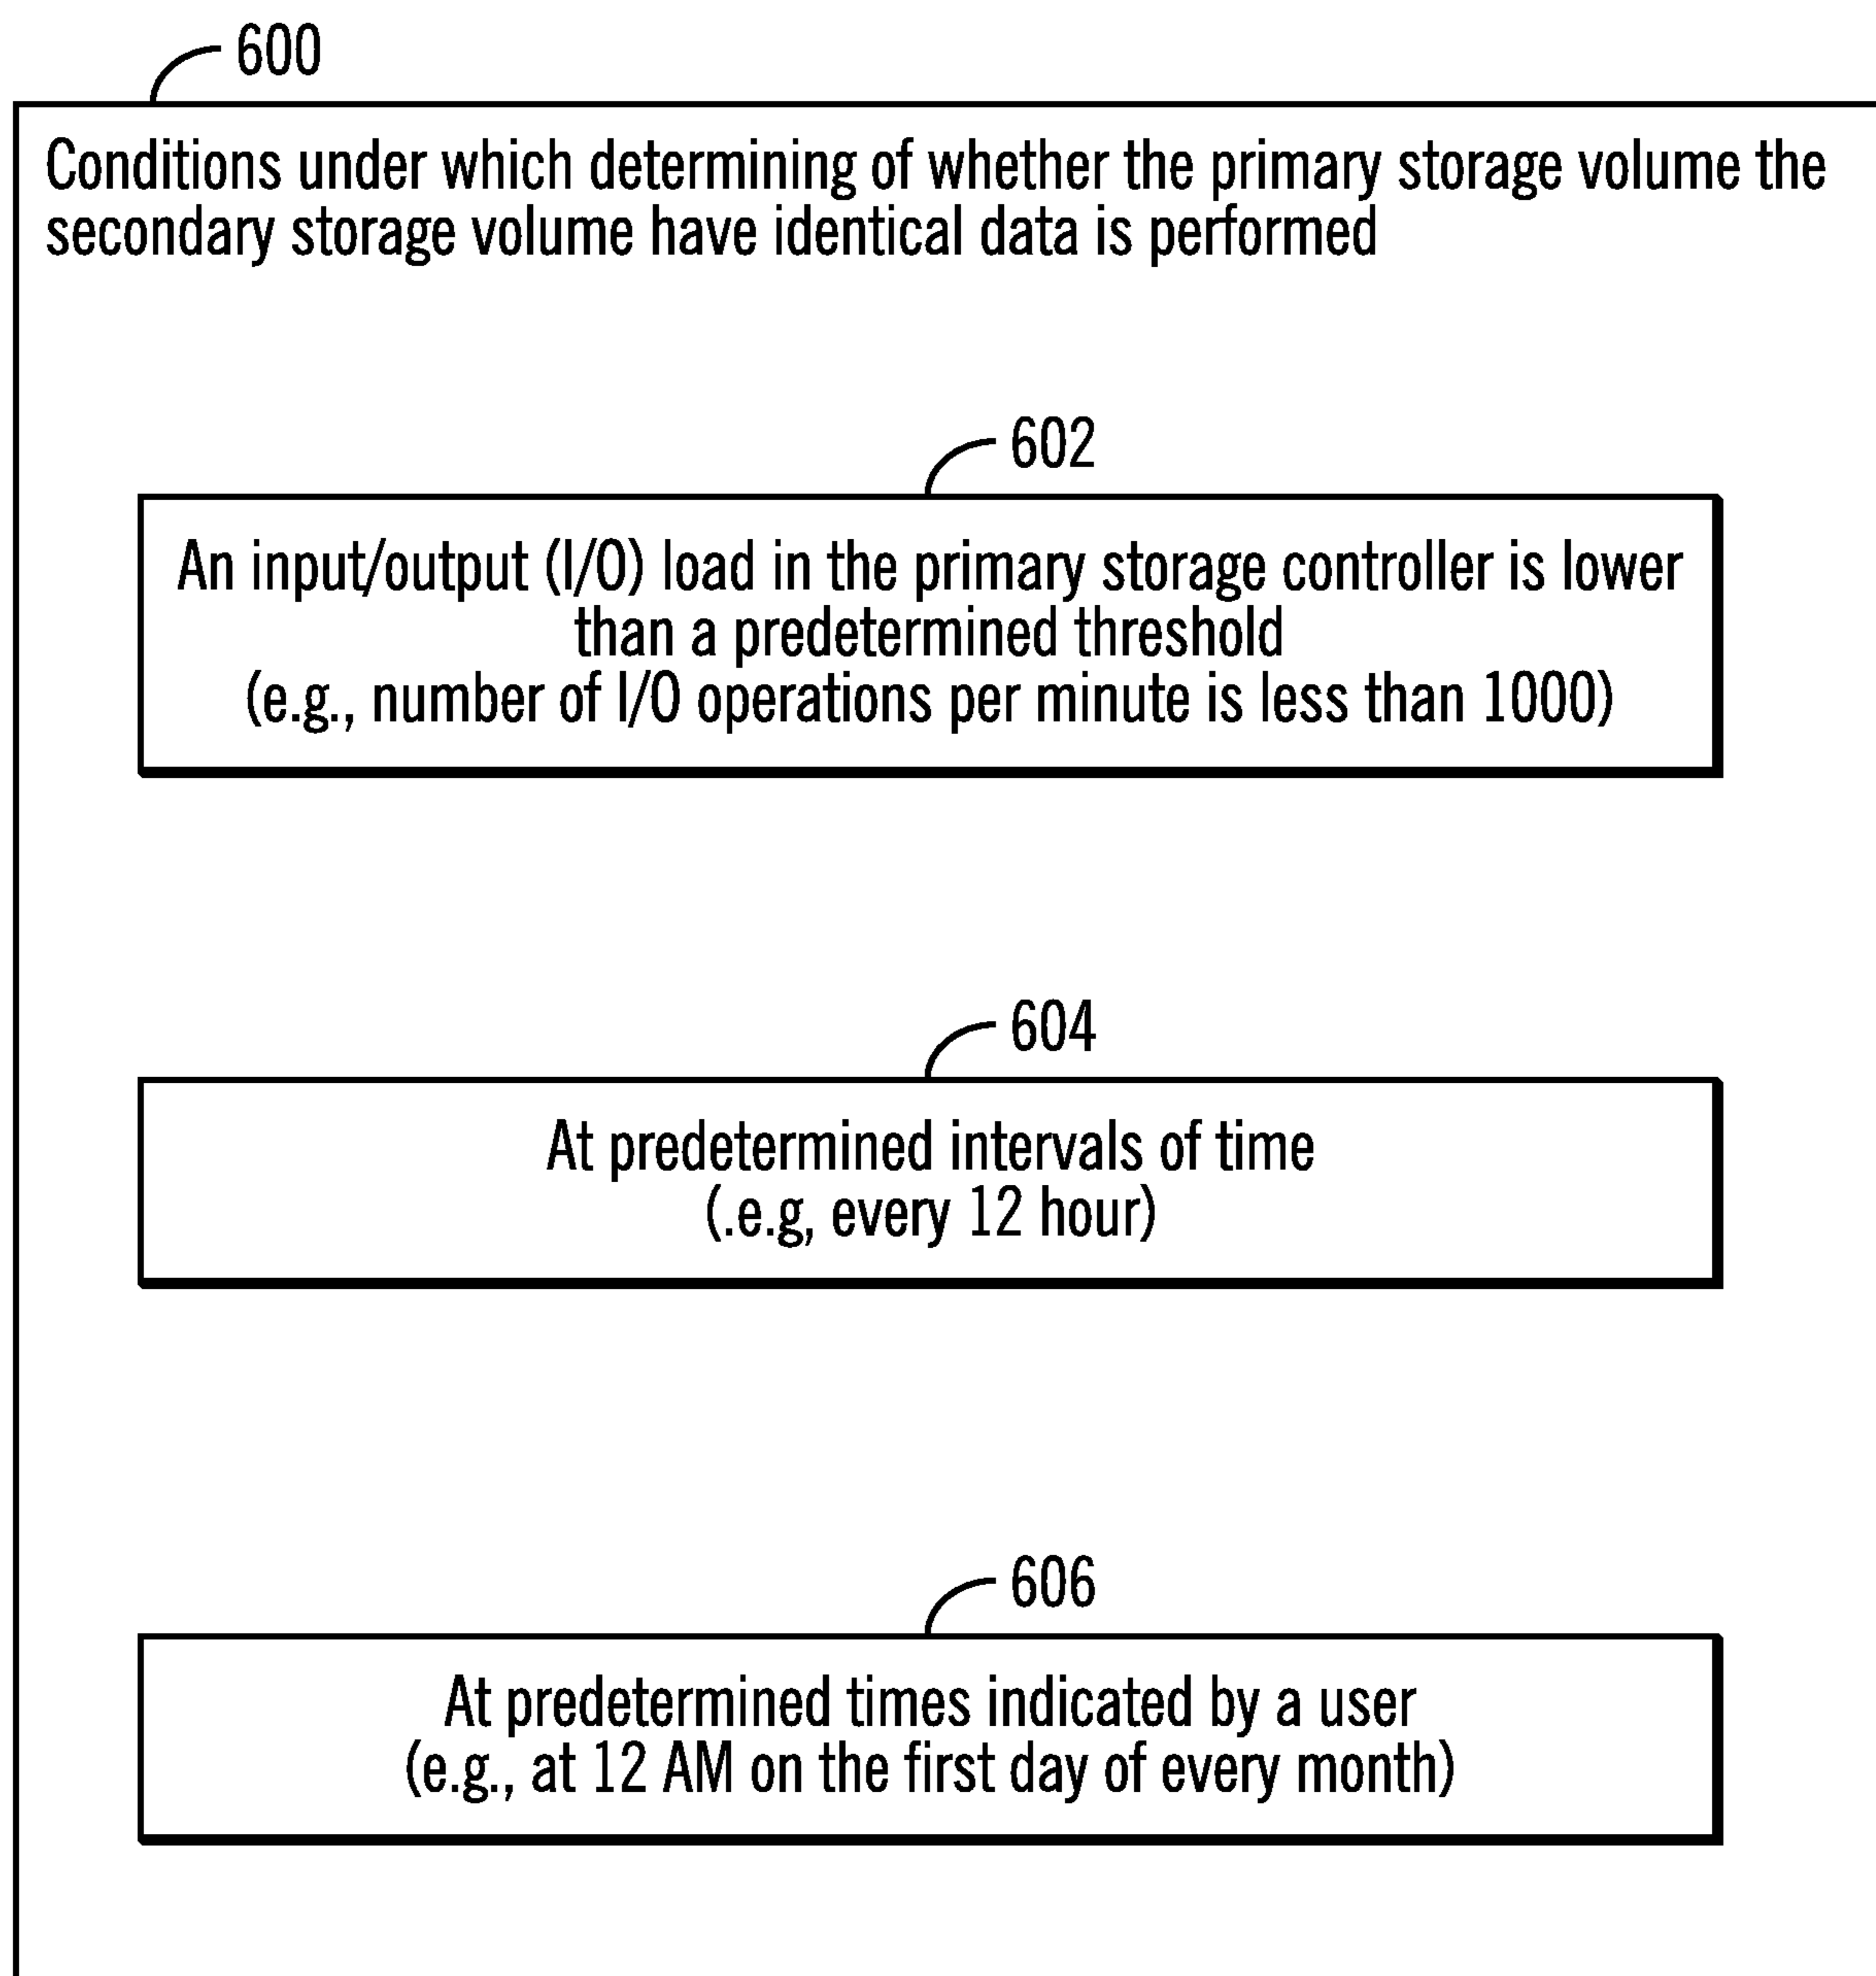 600
Conditions under which determining of whether the primary storage volume the
secondary storage volume have identical data is performed
602
An input/output (I/O) load in the primary storage controller is lower
than a predetermined threshold
(e.g., number of I/O operations per minute is less than 1000)
604
At predetermined intervals of time
(.e.g, every 12 hour)
606
At predetermined times indicated by a user
(e.g., at 12 AM on the first day of every month)